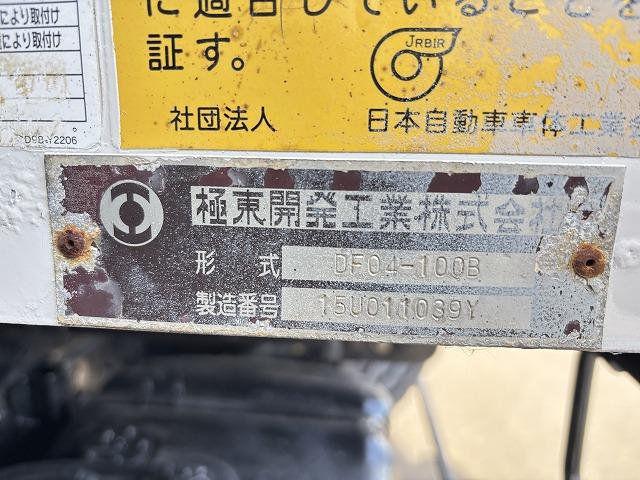 に適合していることを
証す。
JRBIR
社団法人 日本自動車車体工業会
により取付け
により取付け
2206
極東開発工業株式会社
形式 DF04-100B
製造番号 15U011039Y